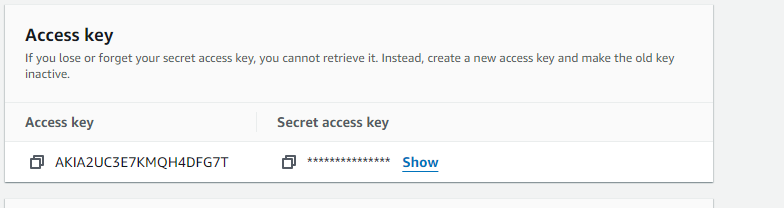 Access key
If you lose or forget your secret access key, you cannot retrieve it. Instead, create a new access key and make the old key
inactive.
Access key Secret access key
AKIA2UC3E7KMQH4DFG7T *************** Show